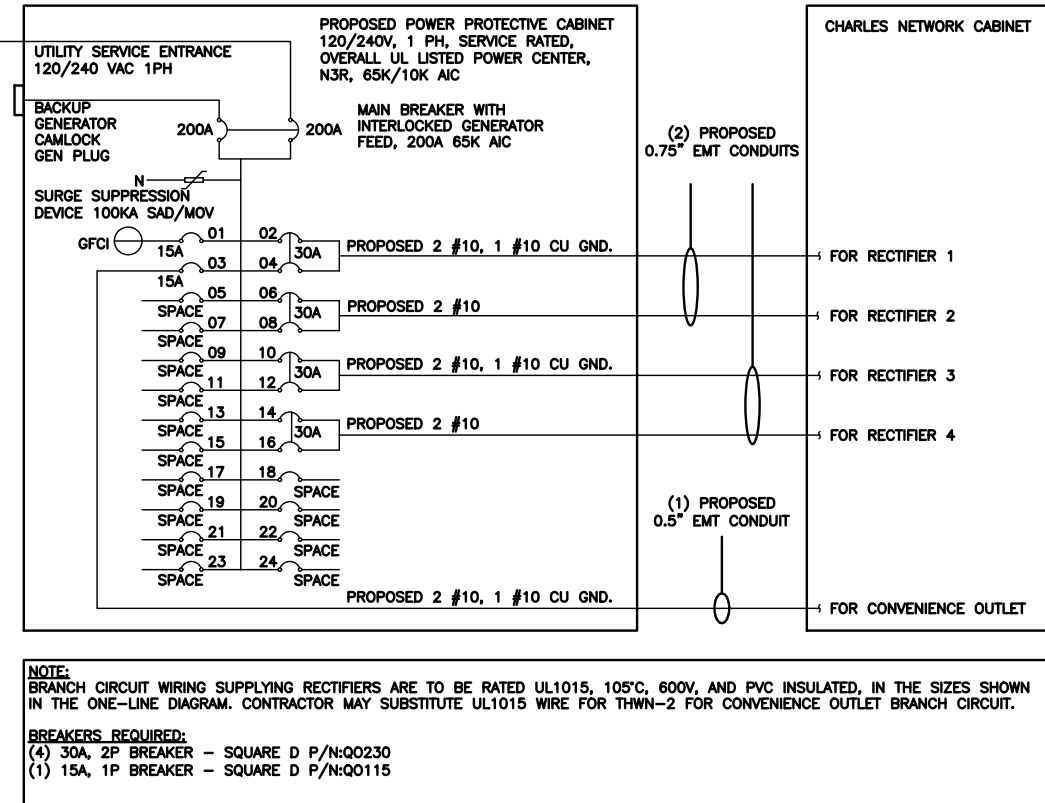 PROPOSED POWER PROTECTIVE CABINET
120/240V, 1 PH, SERVICE RATED,
OVERALL UL LISTED POWER CENTER,
N3R, 65K/10K AIC
CHARLES NETWORK CABINET
UTILITY SERVICE ENTRANCE
120/240 VAC 1PH
BACKUP
GENERATOR
CAMLOCK
GEN PLUG
200A
200A
MAIN BREAKER WITH
INTERLOCKED GENERATOR
FEED, 200A 65K AIC
(2) PROPOSED
0.75" EMT CONDUITS
N
SURGE SUPPRESSION
DEVICE 100KA SAD/MOV
GFCI
15A
01
02
30A
PROPOSED 2 #10, 1 #10 CU GND.
FOR RECTIFIER 1
15A
03
04
SPACE
05
06
30A
PROPOSED 2 #10
FOR RECTIFIER 2
SPACE
07
08
SPACE
09
10
30A
PROPOSED 2 #10, 1 #10 CU GND.
FOR RECTIFIER 3
SPACE
11
12
SPACE
13
14
30A
PROPOSED 2 #10
FOR RECTIFIER 4
SPACE
15
16
SPACE
17
18
SPACE
SPACE
19
20
SPACE
SPACE
21
22
SPACE
SPACE
23
24
SPACE
(1) PROPOSED
0.5" EMT CONDUIT
PROPOSED 2 #10, 1 #10 CU GND.
FOR CONVENIENCE OUTLET
NOTE:
BRANCH CIRCUIT WIRING SUPPLYING RECTIFIERS ARE TO BE RATED UL1015, 105°C, 600V, AND PVC INSULATED, IN THE SIZES SHOWN
IN THE ONE-LINE DIAGRAM. CONTRACTOR MAY SUBSTITUTE UL1015 WIRE FOR THWN-2 FOR CONVENIENCE OUTLET BRANCH CIRCUIT.
BREAKERS REQUIRED:
(4) 30A, 2P BREAKER - SQUARE D P/N:QO230
(1) 15A, 1P BREAKER - SQUARE D P/N:QO115